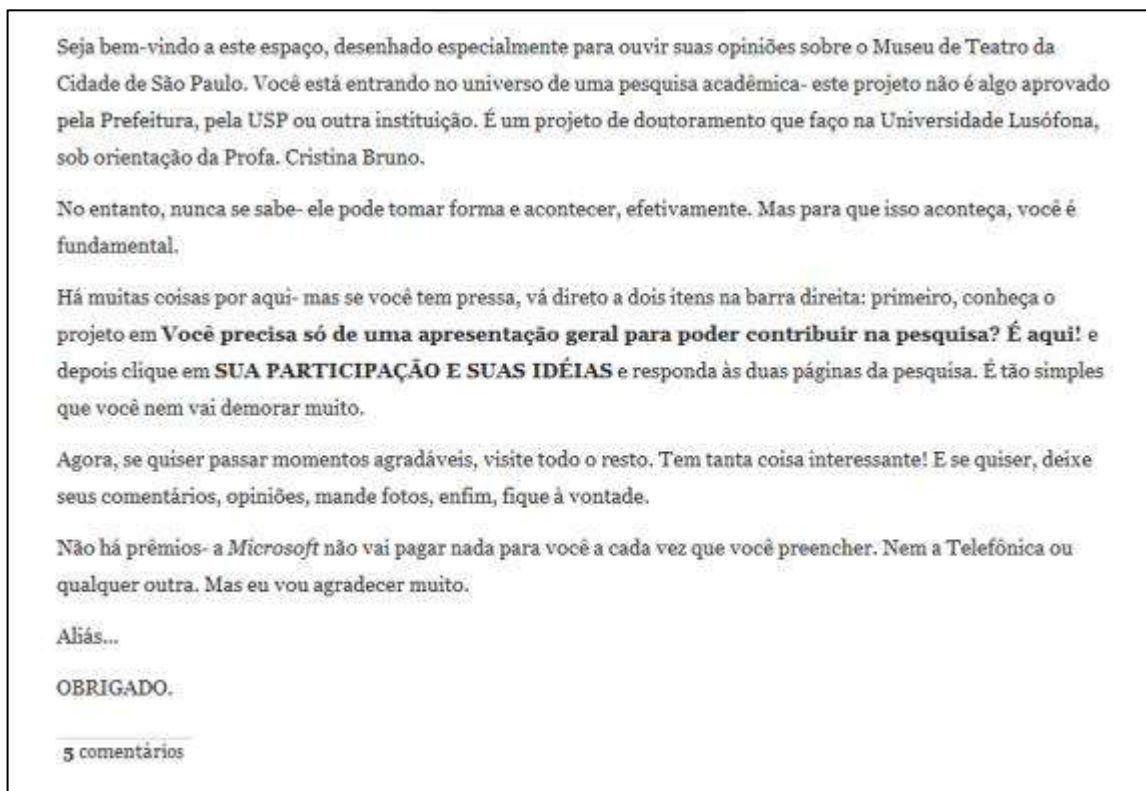 Seja bem-vindo a este espaço, desenhado especialmente para ouvir suas opiniões sobre o Museu de Teatro da
Cidade de São Paulo. Você está entrando no universo de uma pesquisa acadêmica- este projeto não é algo aprovado
pela Prefeitura, pela USP ou outra instituição. É um projeto de doutoramento que faço na Universidade Lusófona,
sob orientação da Profa. Cristina Bruno.
No entanto, nunca se sabe- ele pode tomar forma e acontecer, efetivamente. Mas para que isso aconteça, você é
fundamental.
Há muitas coisas por aqui- mas se você tem pressa, vá direto a dois itens na barra direita: primeiro, conheça o
projeto em Você precisa só de uma apresentação geral para poder contribuir na pesquisa? É aqui! e
depois clique em SUA PARTICIPAÇÃO E SUAS IDÉIAS e responda às duas páginas da pesquisa. É tão simples
que você nem vai demorar muito.
Agora, se quiser passar momentos agradáveis, visite todo o resto. Tem tanta coisa interessante! E se quiser, deixe
seus comentários, opiniões, mande fotos, enfim, fique à vontade.
Não há prêmios- a Microsoft não vai pagar nada para você a cada vez que você preencher. Nem a Telefônica ou
qualquer outra. Mas eu vou agradecer muito.
Aliás...
OBRIGADO.
5 comentários